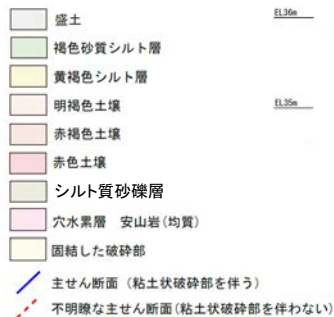 盛土
EL36m
褐色砂質シルト層
黄褐色シルト層
明褐色土壌
EL35m
赤褐色土壌
赤色土壌
シルト質砂礫層
穴水累層 安山岩(均質)
固結した破砕部
主せん断面(粘土状破砕部を伴う)
不明瞭な主せん断面(粘土状破砕部を伴わない)